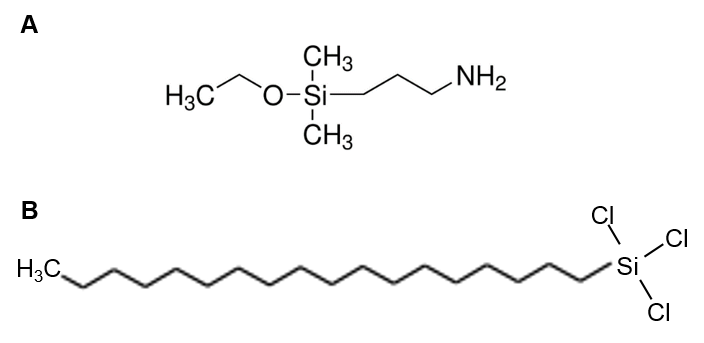 A
CH₃
H₃C O Si NH₂
CH₃
B
Cl
Cl
H₃C Si
Cl